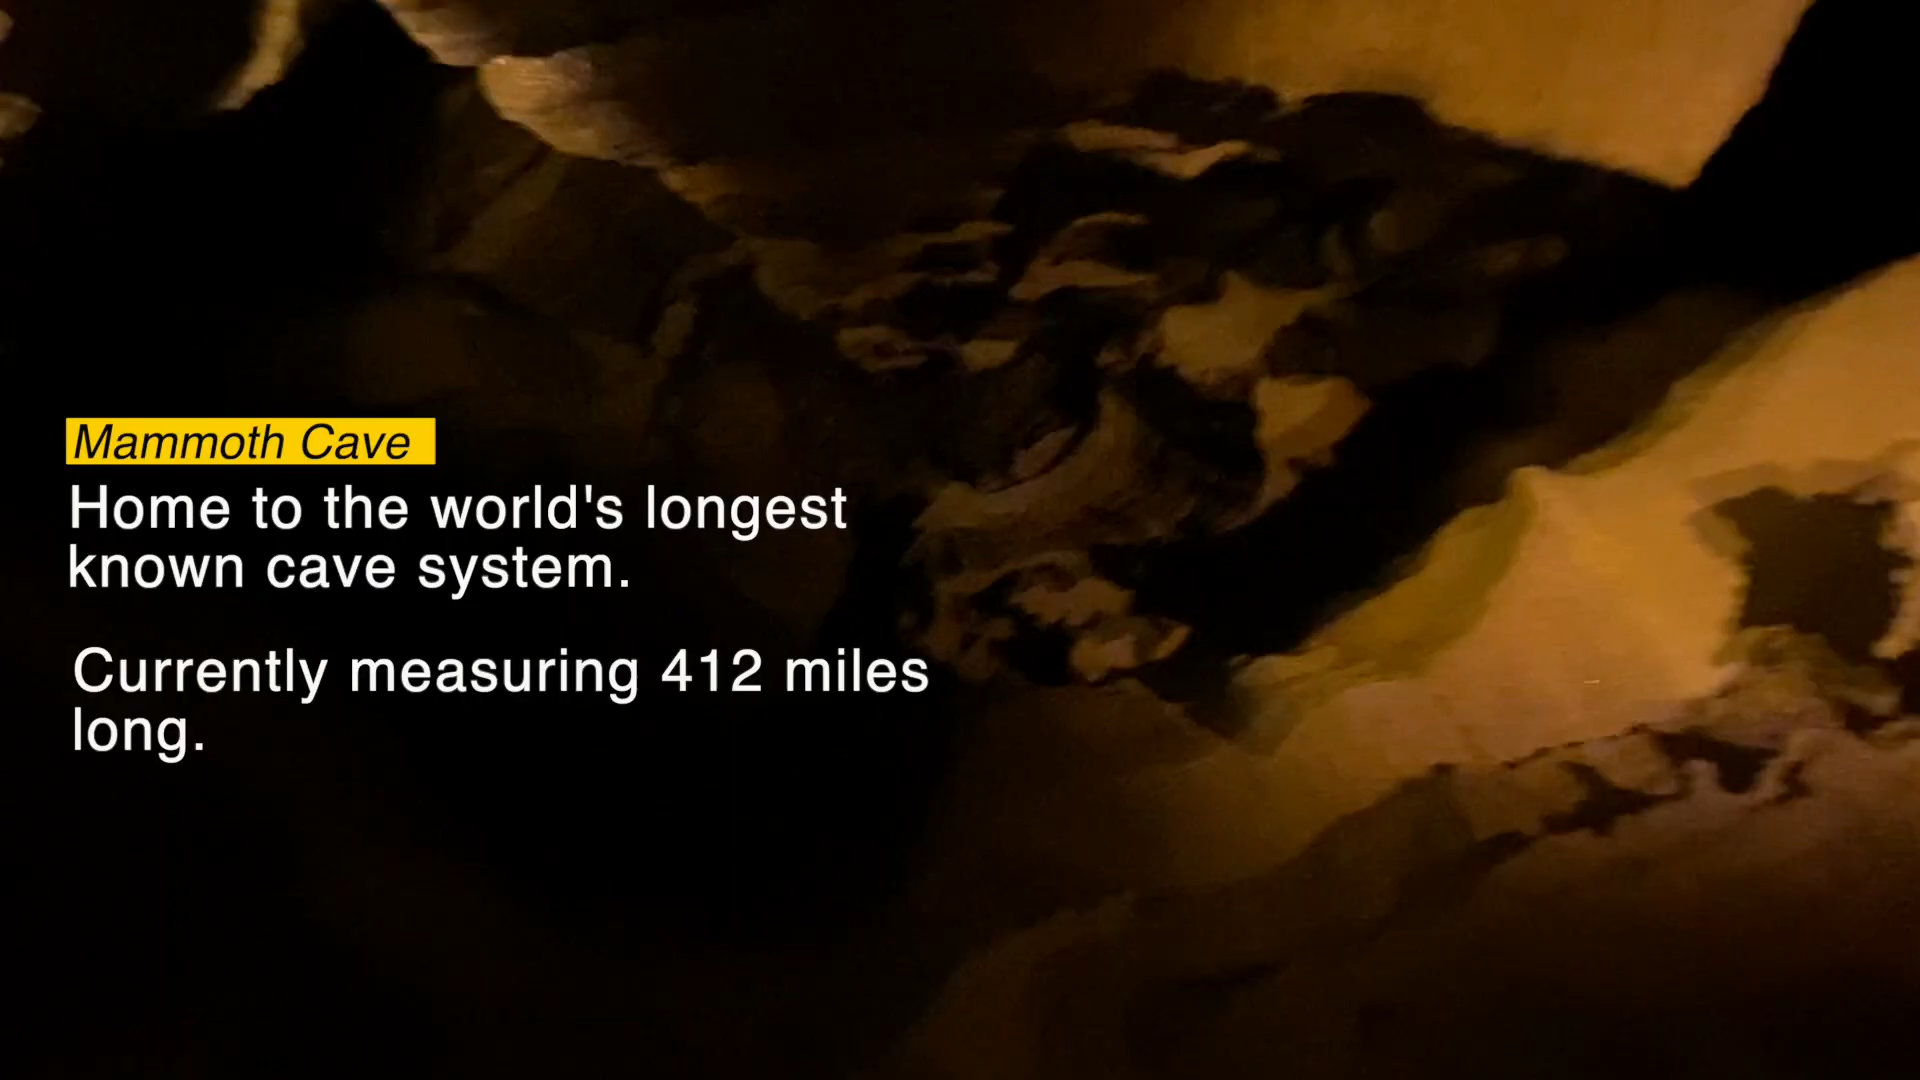 Mammoth Cave
Home to the world's longest
known cave system.
Currently measuring 412 miles
long.